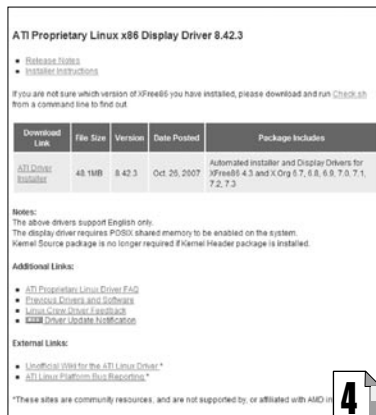 ATI Proprietary Linux x86 Display Driver 8.42.3
Release Notes
Installer Instructions
If you are not sure which version of XFree86 you have installed, please download and run Check.sh
from a command line to find out.
Download Link File Size Version Date Posted Package Includes
ATI Driver Installer 48.1MB 8.42.3 Oct. 26, 2007 Automated installer and Display Drivers for XFree86 4.3 and X.Org 6.7, 6.8, 6.9, 7.0, 7.1, 7.2, 7.3
Notes:
The above drivers support English only.
The display driver requires POSIX shared memory to be enabled on the system.
Kernel Source package is no longer required if Kernel Header package is installed.
Additional Links:
ATI Proprietary Linux Driver FAQ
Previous Drivers and Software
Linux Crew Driver Feedback
Driver Update Notification
External Links:
Unofficial Wiki for the ATI Linux Driver *
ATI Linux Platform Bug Reporting *
*These sites are community resources, and are not supported by, or affiliated with AMD in
4